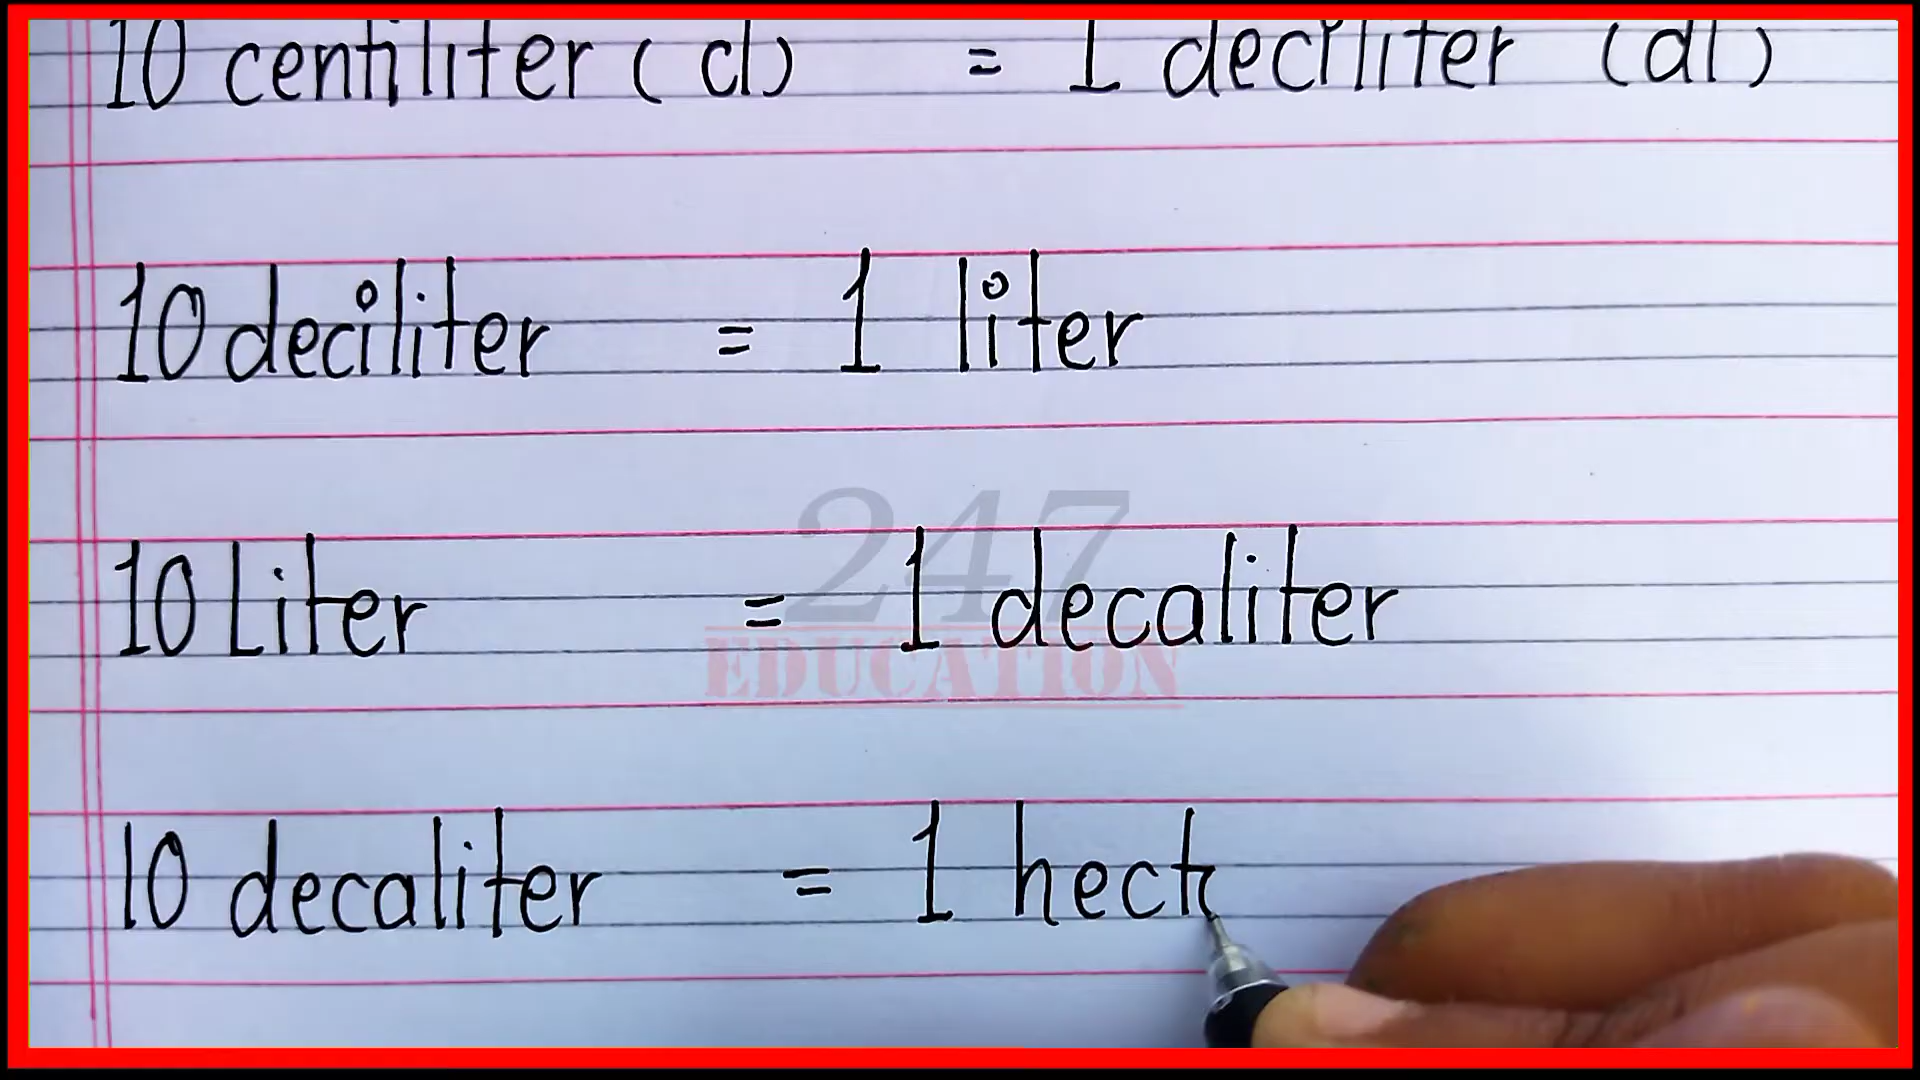 10 centiliter ( cl) = 1 deciliter (dl)
10 deciliter = 1 liter
10 Liter = 1 decaliter
247
EDUCATION
10 decaliter = 1 hect